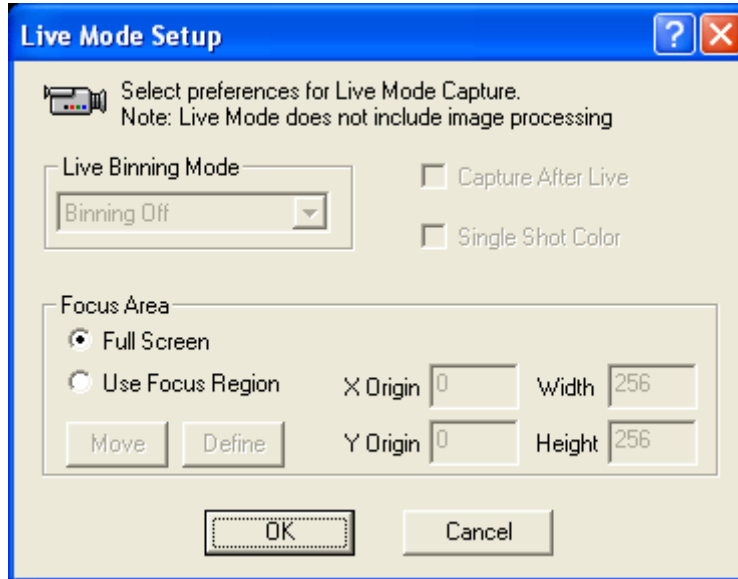 Live Mode Setup
Select preferences for Live Mode Capture.
Note: Live Mode does not include image processing
Live Binning Mode
Binning Off
Capture After Live
Single Shot Color
Focus Area
Full Screen
Use Focus Region X Origin 0 Width 256
Move Define Y Origin 0 Height 256
OK Cancel